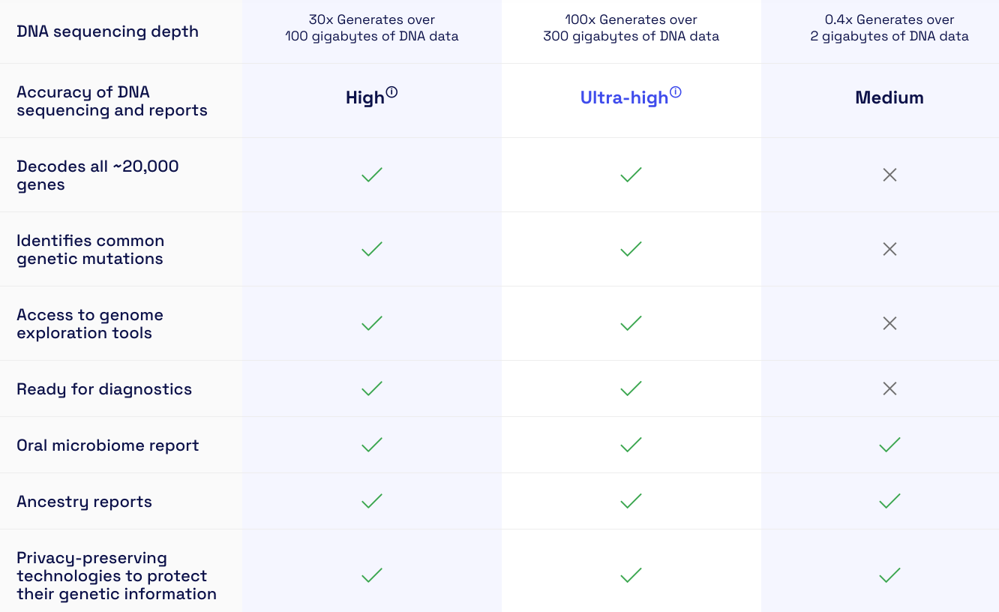 DNA sequencing depth
30x Generates over
100 gigabytes of DNA data
100x Generates over
300 gigabytes of DNA data
0.4x Generates over
2 gigabytes of DNA data
Accuracy of DNA
sequencing and reports
High ⓘ
Ultra-high ⓘ
Medium
Decodes all ~20,000
genes
Identifies common
genetic mutations
Access to genome
exploration tools
Ready for diagnostics
Oral microbiome report
Ancestry reports
Privacy-preserving
technologies to protect
their genetic information